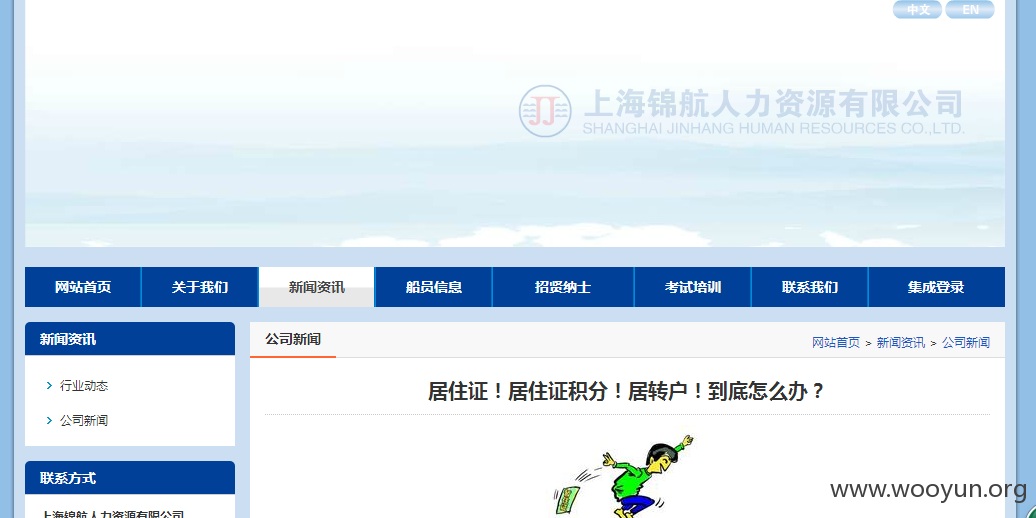 中文 EN
JJ 上海锦航人力资源有限公司
SHANGHAI JINHANG HUMAN RESOURCES CO.,LTD.
网站首页 关于我们 新闻资讯 船员信息 招贤纳士 考试培训 联系我们 集成登录
新闻资讯
行业动态
公司新闻
联系方式
上海锦航人力资源有限公司
公司新闻
网站首页 > 新闻资讯 > 公司新闻
居住证！居住证积分！居转户！到底怎么办？
www.wooyun.org